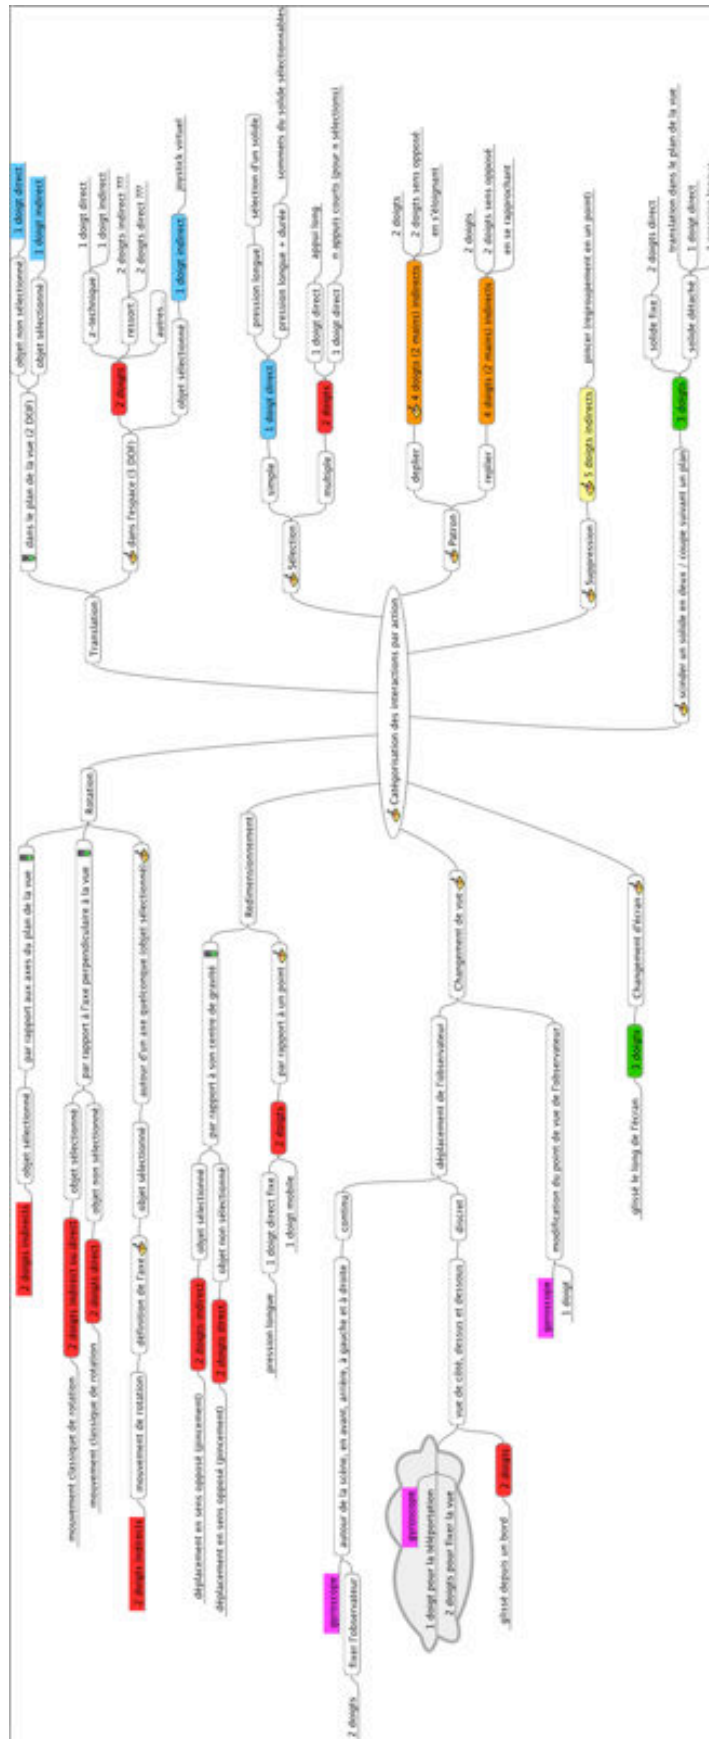 Catégorisation des interactions par action
Rotation
par rapport aux axes du plan de la vue
objet sélectionné
2 doigts indirects
par rapport à l'axe perpendiculaire à la vue
objet sélectionné
2 doigts indirect ou direct
mouvement classique de rotation
objet non sélectionné
2 doigts direct
mouvement classique de rotation
autour d'un axe quelconque (objet sélectionné)
objet sélectionné
définition de l'axe
mouvement de rotation
2 doigts indirects
Redimensionnement
par rapport à son centre de gravité
objet sélectionné
2 doigts indirect
déplacement en sens opposé (pincement)
objet non sélectionné
2 doigts direct
déplacement en sens opposé (pincement)
par rapport à un point
2 doigts
1 doigt direct fixe
pression longue
1 doigt mobile
Changement de vue
déplacement de l'observateur
continu
autour de la scène, en avant, arrière, à gauche et à droite
gyroscope
fixer l'observateur
2 doigts
discret
vue de côté, dessus et dessous
gyroscope
1 doigt pour la téléportation
2 doigts pour fixer la vue
2 doigts
glissé depuis un bord
modification du point de vue de l'observateur
gyroscope
1 doigt
Changement d'écran
3 doigts
glissé le long de l'écran
Translation
dans le plan de la vue (2 DOF)
objet non sélectionné
1 doigt direct
objet sélectionné
1 doigt indirect
dans l'espace (3 DOF)
2 doigts
z-technique
1 doigt direct
1 doigt indirect
ressort
2 doigts indirect ???
2 doigts direct ???
autres...
objet sélectionné
1 doigt indirect
joystick virtuel
Sélection
simple
1 doigt direct
pression longue
sélection d'un solide
pression longue + durée
sommets du solide sélectionnables
multiple
2 doigts
1 doigt direct
appui long
1 doigt direct
n appuis courts (pour n sélections)
Patron
déplier
4 doigts (2 mains) indirects
2 doigts
2 doigts sens opposé
en s'éloignant
replier
4 doigts (2 mains) indirects
2 doigts
2 doigts sens opposé
en se rapprochant
Suppression
5 doigts indirects
pincer (regroupement en un point)
scinder un solide en deux / coupe suivant un plan
3 doigts
solide fixe
2 doigts direct
solide détaché
translation dans le plan de la vue
1 doigt direct